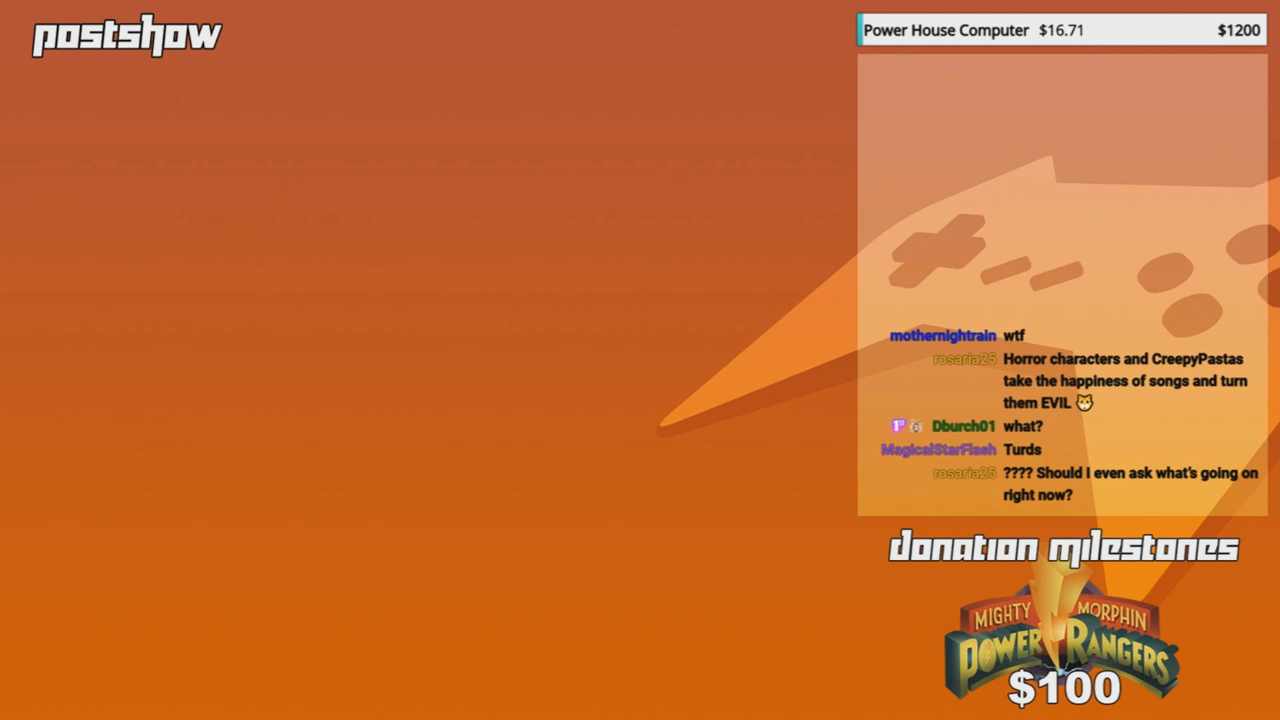 postshow
Power House Computer $16.71 $1200
mothernightrain wtf
rosaria25 Horror characters and CreepyPastas
take the happiness of songs and turn
them EVIL
Dburch01 what?
MagicalStarFlash Turds
rosaria25 ???? Should I even ask what's going on
right now?
donation milestones
MIGHTY MORPHIN
POWER RANGERS
$100